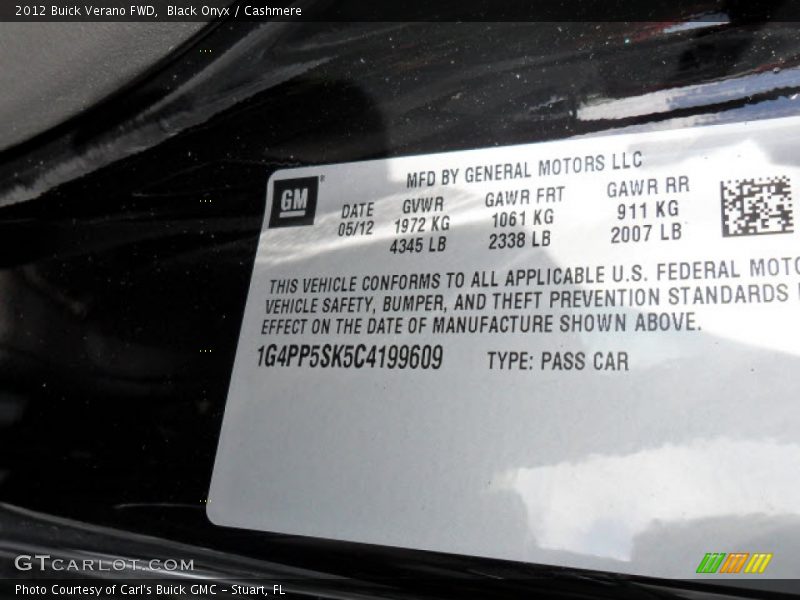 2012 Buick Verano FWD, Black Onyx / Cashmere
GM
MFD BY GENERAL MOTORS LLC
DATE GVWR GAWR FRT GAWR RR
05/12 1972 KG 1061 KG 911 KG
4345 LB 2338 LB 2007 LB
THIS VEHICLE CONFORMS TO ALL APPLICABLE U.S. FEDERAL MOTO
VEHICLE SAFETY, BUMPER, AND THEFT PREVENTION STANDARDS
EFFECT ON THE DATE OF MANUFACTURE SHOWN ABOVE.
1G4PP5SK5C4199609 TYPE: PASS CAR
GTCARLOT.COM
Photo Courtesy of Carl's Buick GMC - Stuart, FL